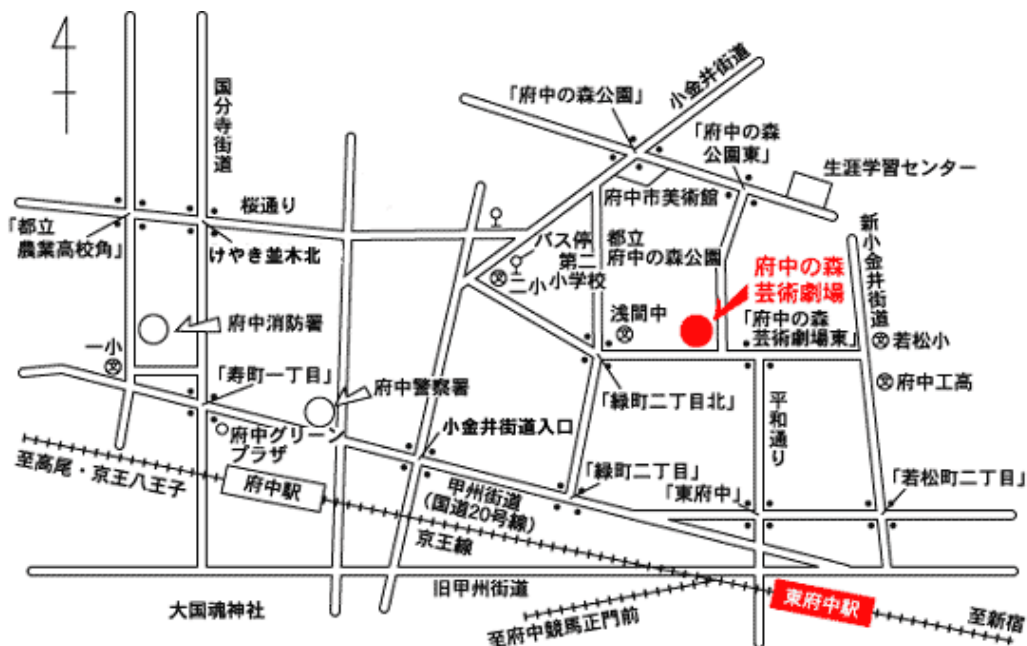 小金井街道
「府中の森公園」
「府中の森
公園東」
国分寺街道
生涯学習センター
府中市美術館
桜通り
「都立
農業高校角」
けやき並木北
バス停
第二
小学校
二小
都立
府中の森公園
新小金井街道
府中の森
芸術劇場
浅間中
「府中の森
芸術劇場東」
若松小
府中消防署
一小
「寿町一丁目」
府中警察署
府中工高
「緑町二丁目北」
平和通り
小金井街道入口
府中グリーン
プラザ
至高尾・京王八王子
府中駅
「緑町二丁目」
「若松町二丁目」
「東府中」
甲州街道
(国道20号線)
京王線
旧甲州街道
大国魂神社
東府中駅
至府中競馬正門前
至新宿